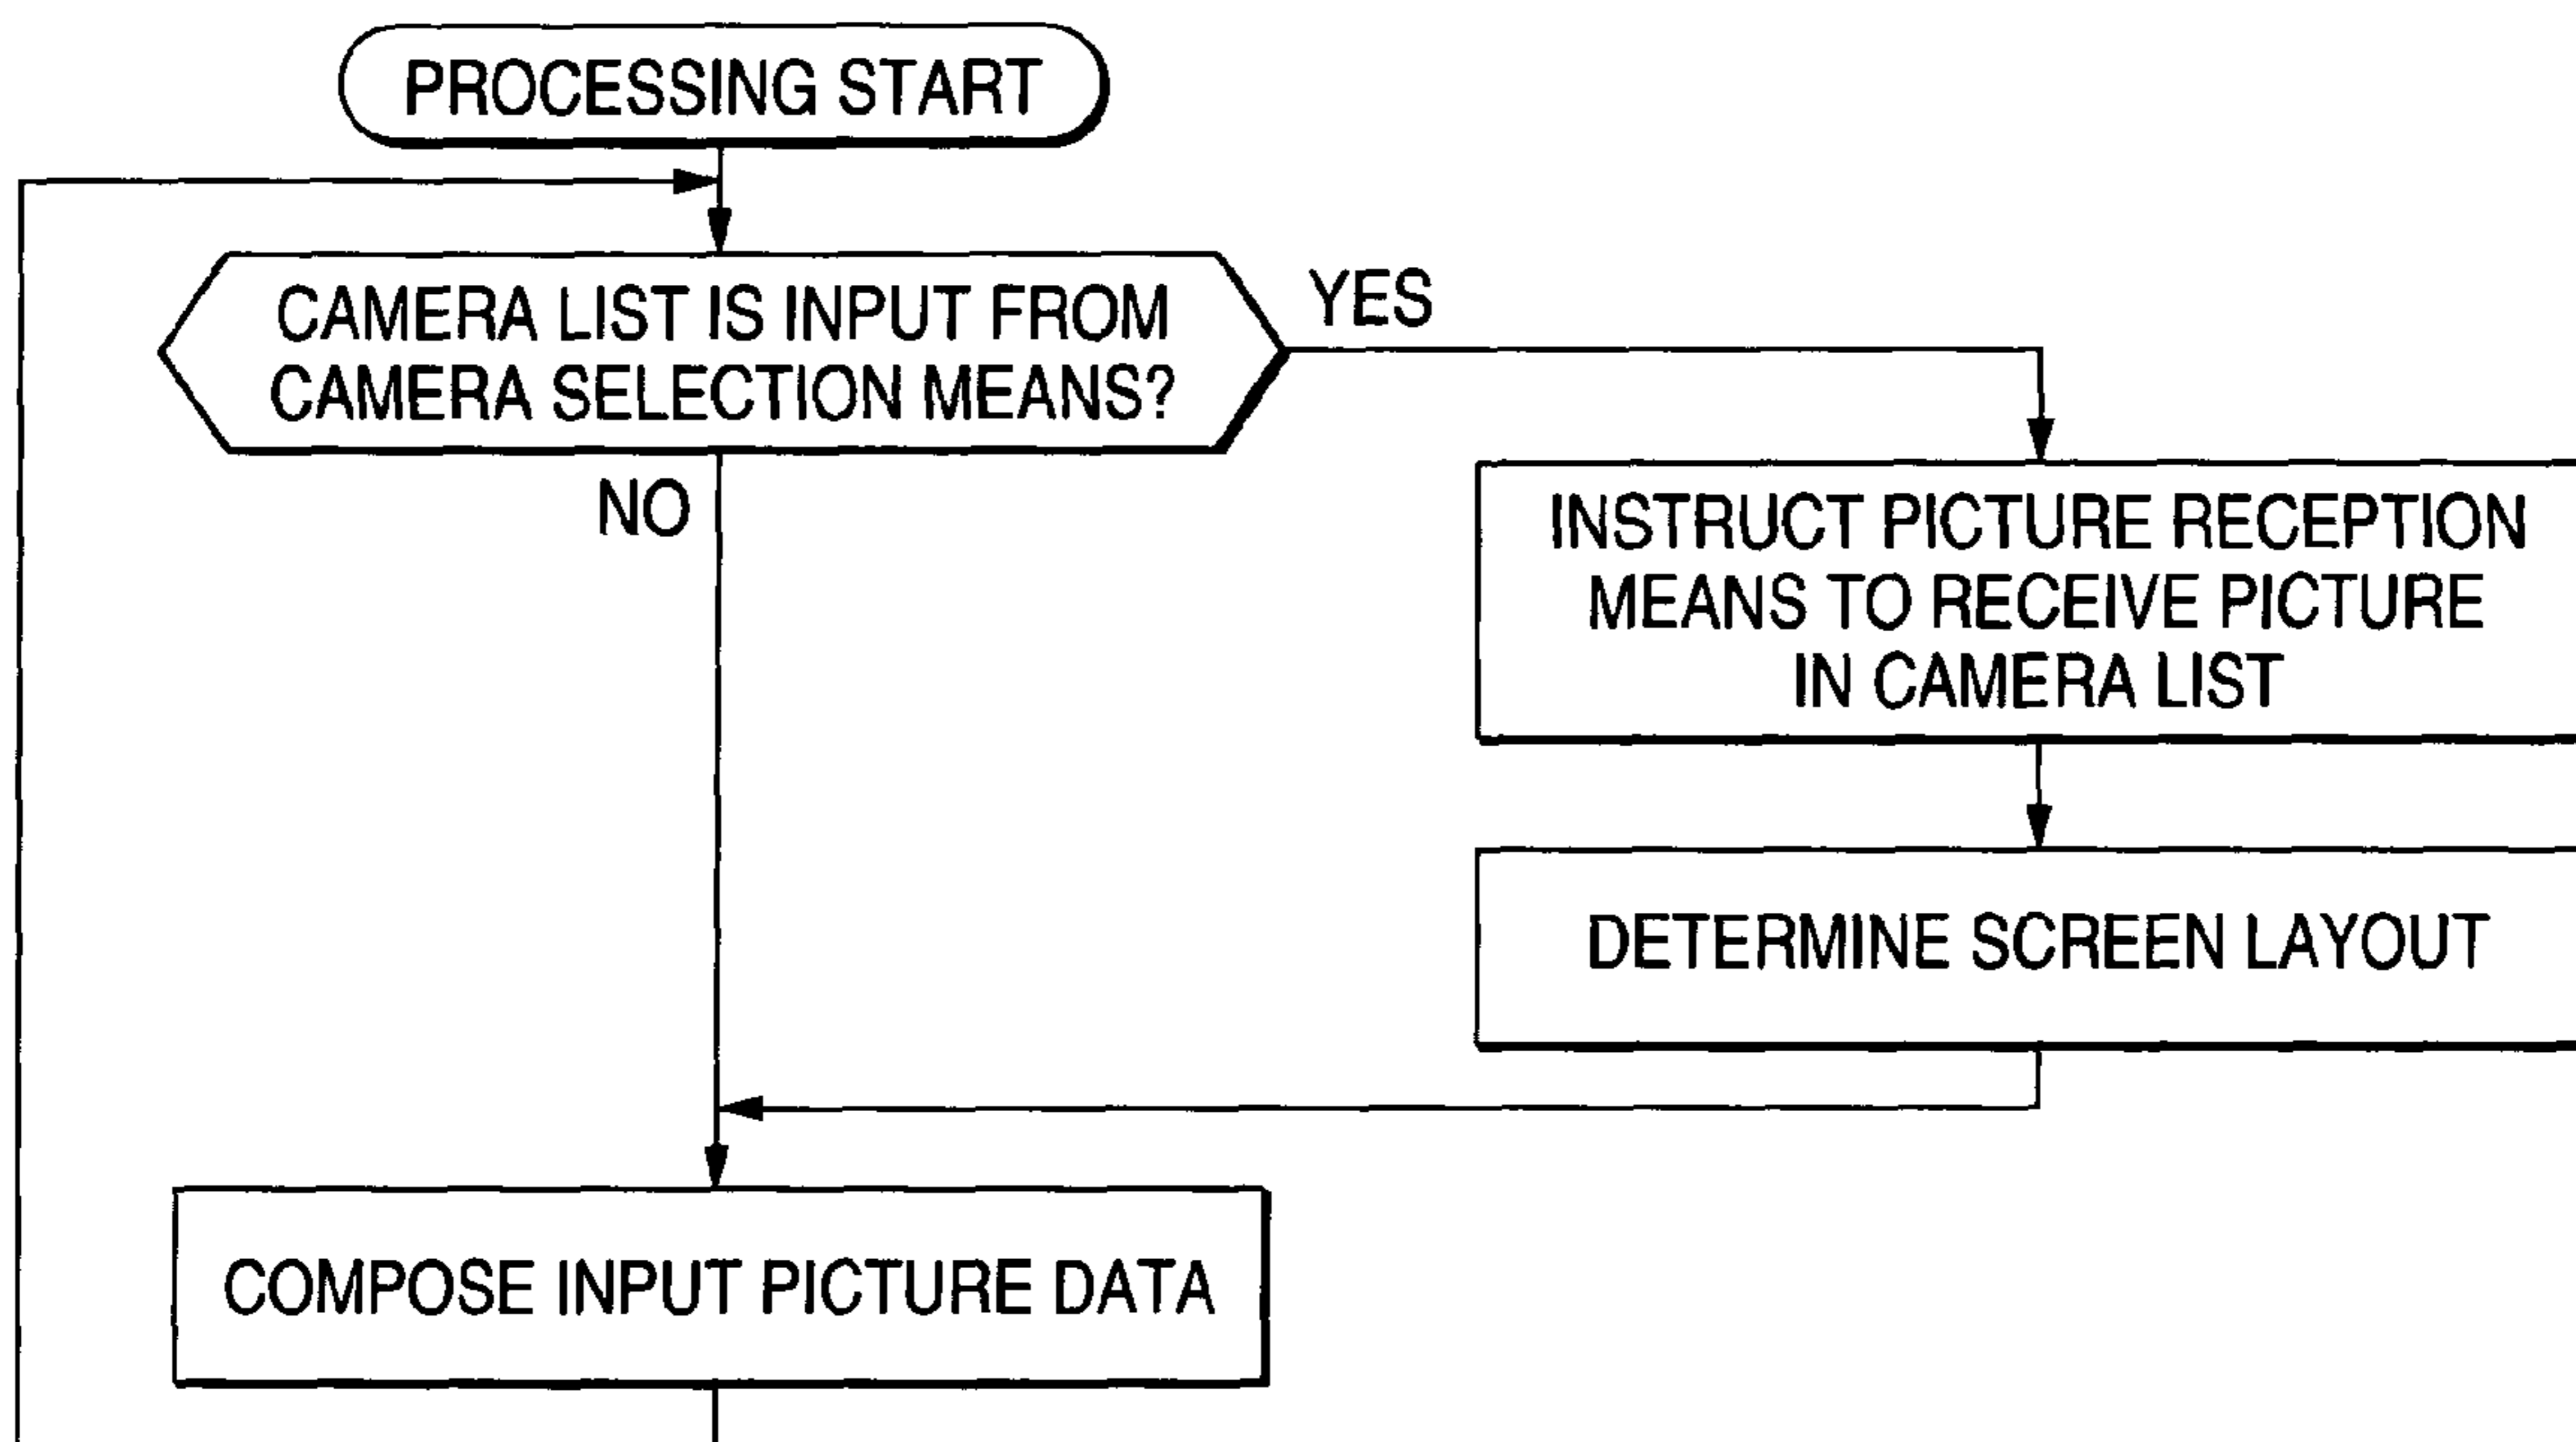 PROCESSING START
CAMERA LIST IS INPUT FROM
CAMERA SELECTION MEANS?
YES
NO
INSTRUCT PICTURE RECEPTION
MEANS TO RECEIVE PICTURE
IN CAMERA LIST
DETERMINE SCREEN LAYOUT
COMPOSE INPUT PICTURE DATA